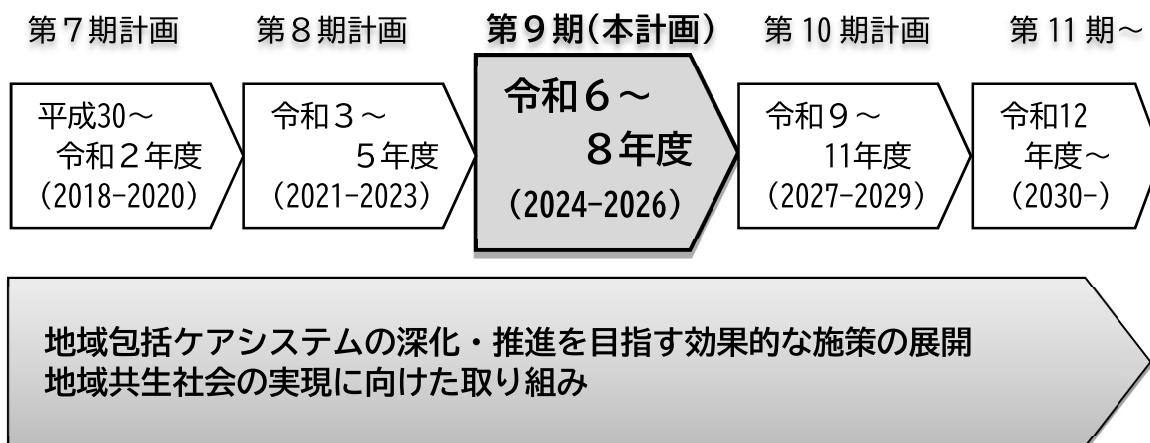 第７期計画
第８期計画
第９期(本計画)
第 10 期計画
第 11 期～
平成30～
令和２年度
(2018-2020)
令和３～
５年度
(2021-2023)
令和６～
８年度
(2024-2026)
令和９～
11年度
(2027-2029)
令和12
年度～
(2030-)
地域包括ケアシステムの深化・推進を目指す効果的な施策の展開
地域共生社会の実現に向けた取り組み